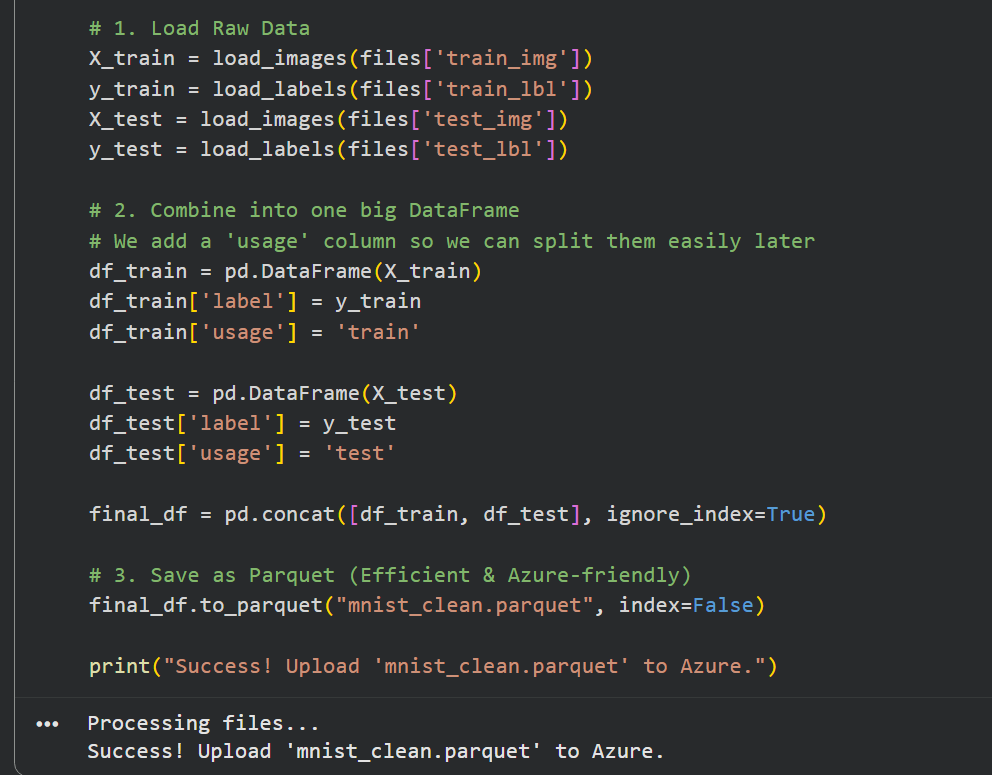 # 1. Load Raw Data
X_train = load_images(files['train_img'])
y_train = load_labels(files['train_lbl'])
X_test = load_images(files['test_img'])
y_test = load_labels(files['test_lbl'])
# 2. Combine into one big DataFrame
# We add a 'usage' column so we can split them easily later
df_train = pd.DataFrame(X_train)
df_train['label'] = y_train
df_train['usage'] = 'train'
df_test = pd.DataFrame(X_test)
df_test['label'] = y_test
df_test['usage'] = 'test'
final_df = pd.concat([df_train, df_test], ignore_index=True)
# 3. Save as Parquet (Efficient & Azure-friendly)
final_df.to_parquet("mnist_clean.parquet", index=False)
print("Success! Upload 'mnist_clean.parquet' to Azure.")
Processing files...
Success! Upload 'mnist_clean.parquet' to Azure.